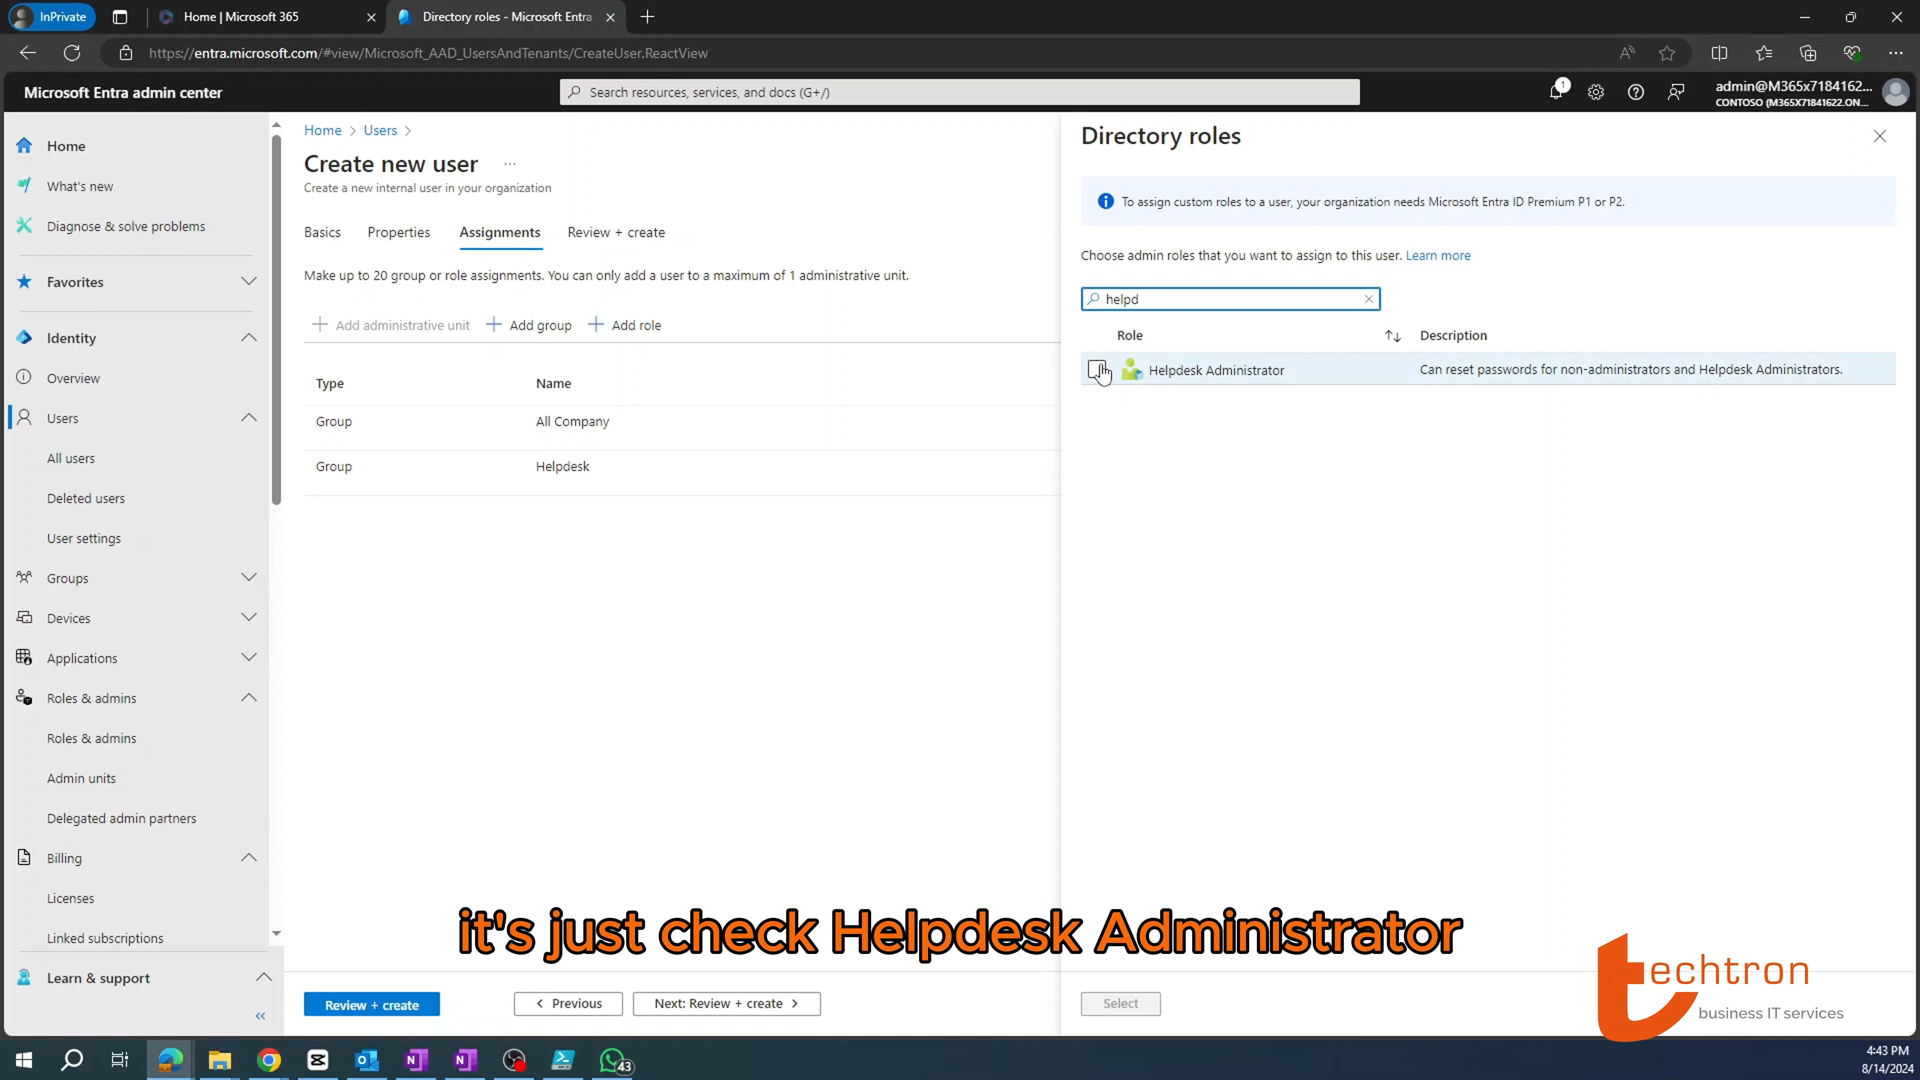 InPrivate
Home | Microsoft 365
Directory roles - Microsoft Entra
https://entra.microsoft.com/#view/Microsoft_AAD_UsersAndTenants/CreateUser.ReactView
Microsoft Entra admin center
Search resources, services, and docs (G+/)
1
admin@M365x7184162...
CONTOSO (M365X71841622.ON...
Home
What's new
Diagnose & solve problems
Favorites
Identity
Overview
Users
All users
Deleted users
User settings
Groups
Devices
Applications
Roles & admins
Roles & admins
Admin units
Delegated admin partners
Billing
Licenses
Linked subscriptions
Learn & support
Home > Users >
Create new user ...
Create a new internal user in your organization
Basics Properties Assignments Review + create
Make up to 20 group or role assignments. You can only add a user to a maximum of 1 administrative unit.
Add administrative unit Add group Add role
Type Name
Group All Company
Group Helpdesk
Review + create
< Previous
Next: Review + create >
Directory roles
To assign custom roles to a user, your organization needs Microsoft Entra ID Premium P1 or P2.
Choose admin roles that you want to assign to this user. Learn more
helpd
Role Description
Helpdesk Administrator Can reset passwords for non-administrators and Helpdesk Administrators.
Select
it's just check Helpdesk Administrator
techtron
business IT services
43
4:43 PM
8/14/2024